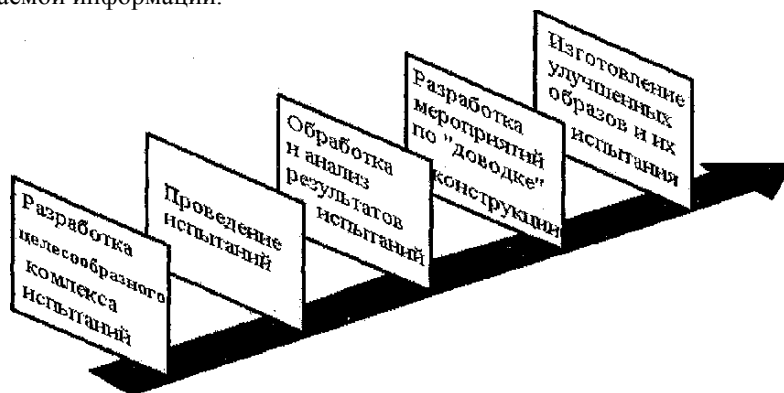 аемой информации.
Разработка
целесообразного
комлекса
испытаний
Проведение
испытаний
Обработка
и анализ
результатов
испытаний
Разработка
мероприятий
по "доводке"
конструкции
Изготовление
улучшенных
образов и их
испытания